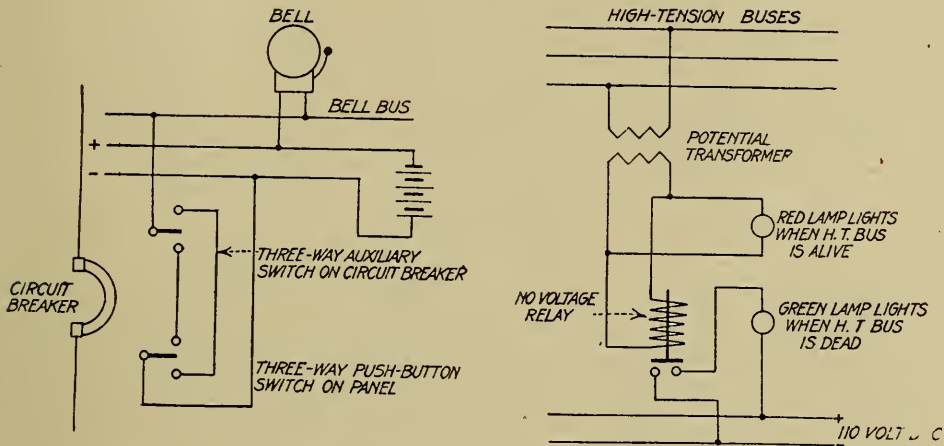 BELL
BELL BUS
+
-
THREE-WAY AUXILIARY
SWITCH ON CIRCUIT BREAKER
CIRCUIT
BREAKER
THREE-WAY PUSH-BUTTON
SWITCH ON PANEL
HIGH-TENSION BUSES
POTENTIAL
TRANSFORMER
RED LAMP LIGHTS
WHEN H. T. BUS
IS ALIVE
NO VOLTAGE
RELAY
GREEN LAMP LIGHTS
WHEN H. T BUS
IS DEAD
+
110 VOLT C